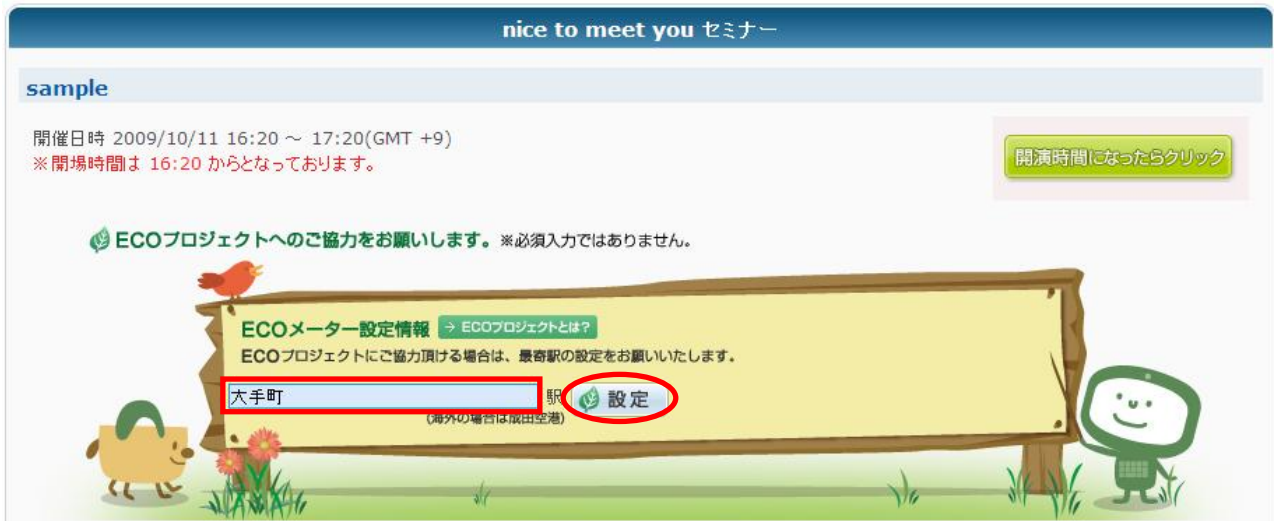 nice to meet you セミナー
sample
開催日時 2009/10/11 16:20 ～ 17:20(GMT +9)
※開場時間は 16:20 からとなっております。
開演時間になったらクリック
ECOプロジェクトへのご協力をお願いします。※必須入力ではありません。
ECOメーター設定情報 → ECOプロジェクトとは?
ECOプロジェクトにご協力頂ける場合は、最寄駅の設定をお願いいたします。
大手町 駅 設定
(海外の場合は成田空港)